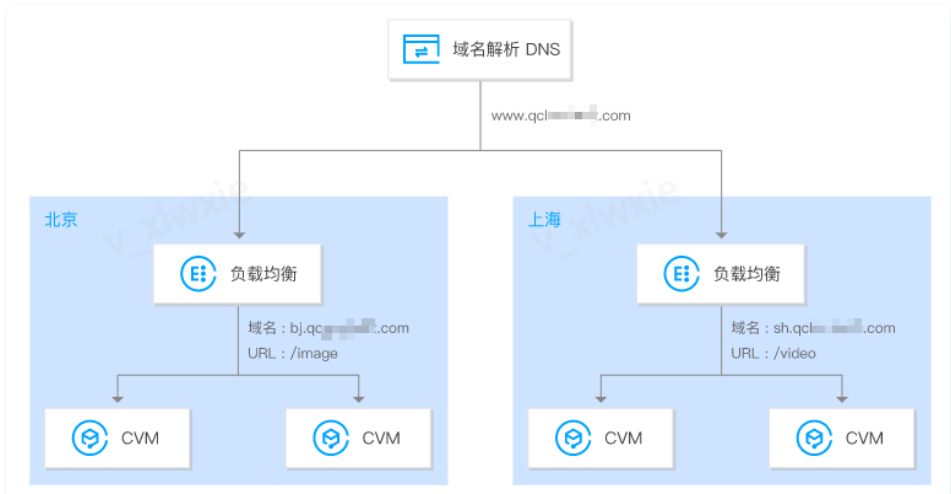 域名解析 DNS
www.qcl .com
北京
上海
负载均衡
负载均衡
域名：bj.qc .com
URL：/image
域名：sh.qcl .com
URL：/video
CVM
CVM
CVM
CVM
v_xlwxie
v_xlwxie